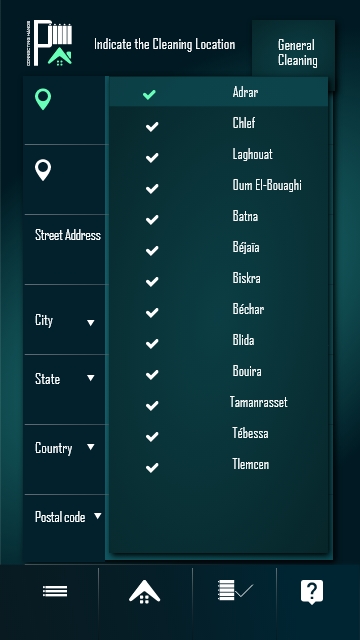 Indicate the Cleaning Location
General
Cleaning
Street Address
City
State
Country
Postal code
Adrar
Chlef
Laghouat
Oum El-Bouaghi
Batna
Béjaïa
Biskra
Béchar
Blida
Bouira
Tamanrasset
Tébessa
Tlemcen